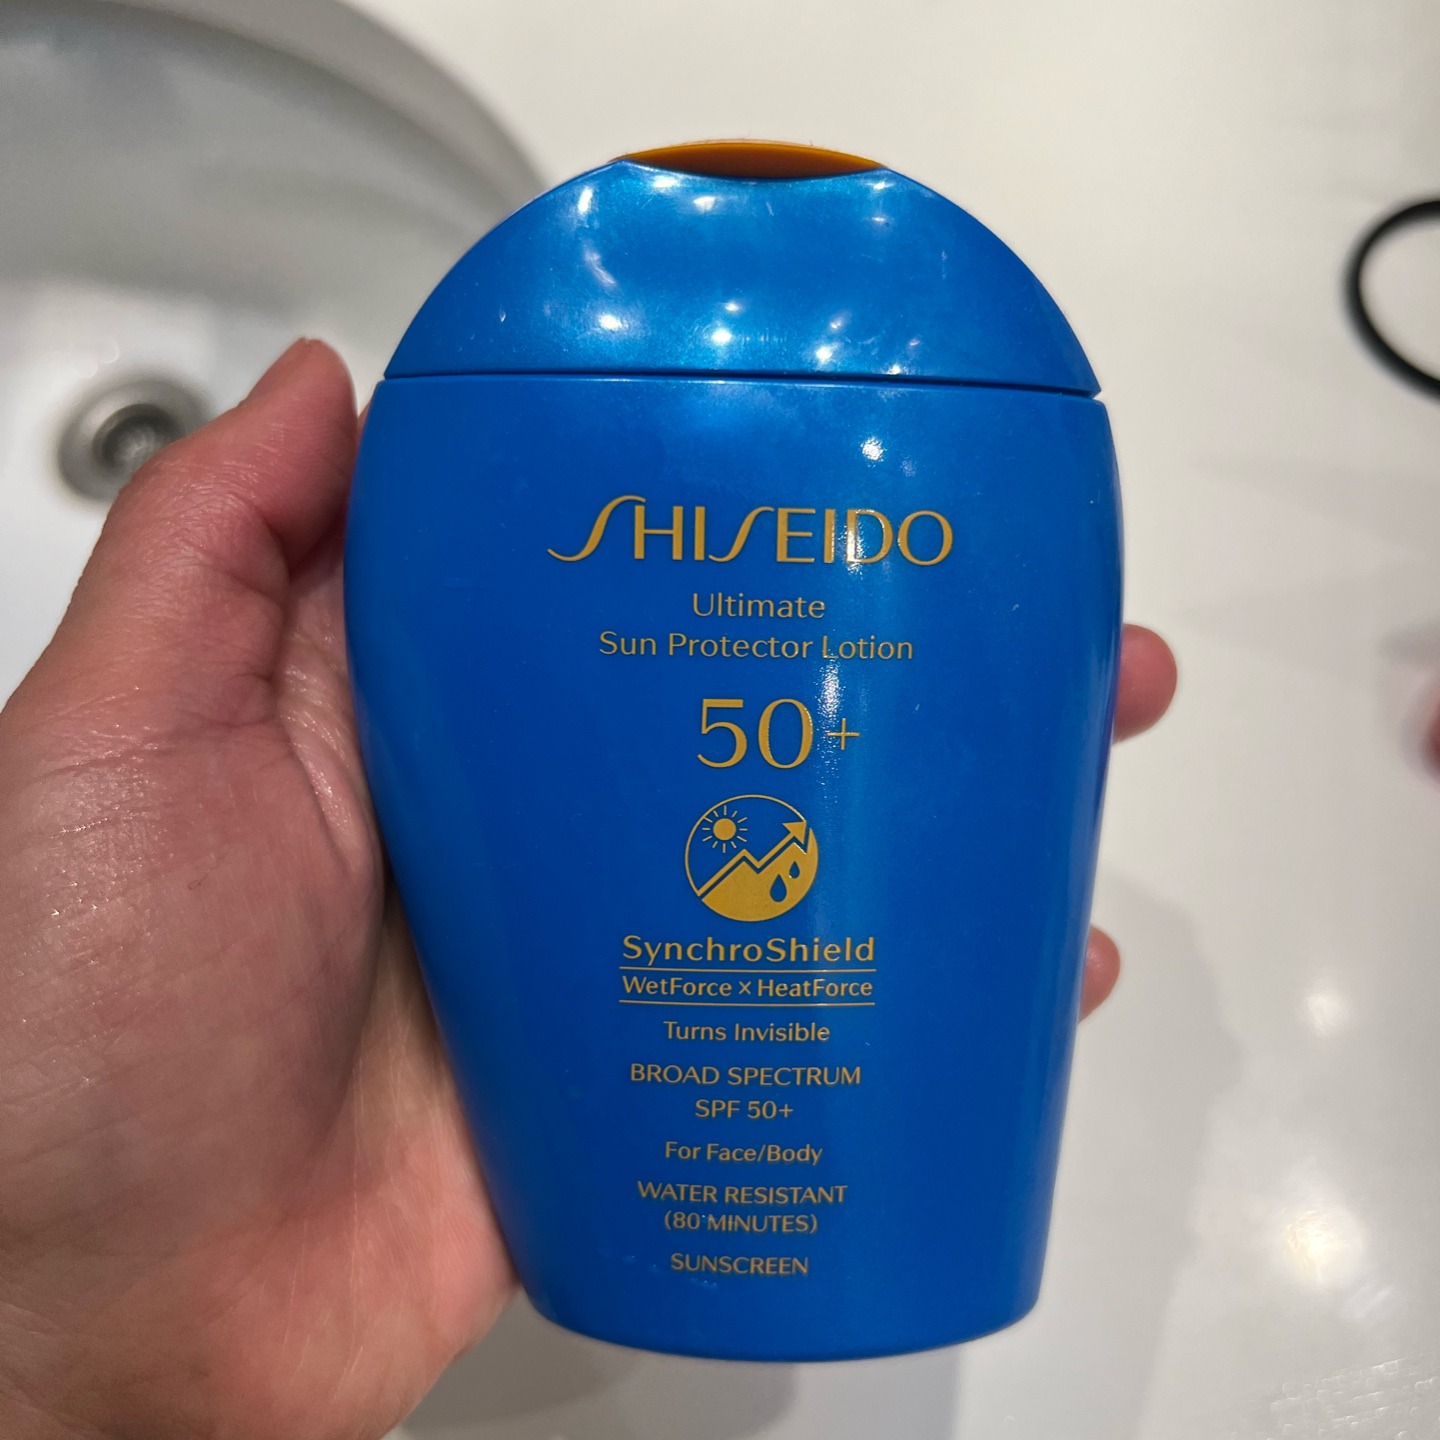 SHISEIDO
Ultimate
Sun Protector Lotion
50+
SynchroShield
WetForce × HeatForce
Turns Invisible
BROAD SPECTRUM
SPF 50+
For Face/Body
WATER RESISTANT
(80 MINUTES)
SUNSCREEN